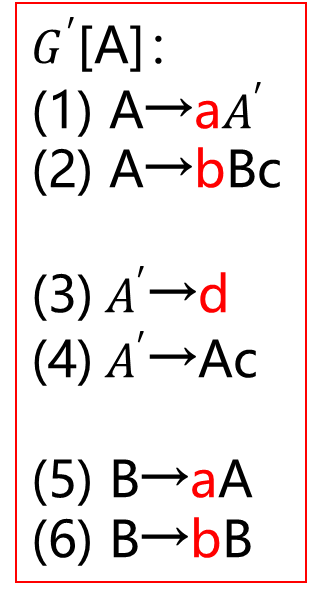 G′[A]:
(1) A→aA′
(2) A→bBc
(3) A′→d
(4) A′→Ac
(5) B→aA
(6) B→bB